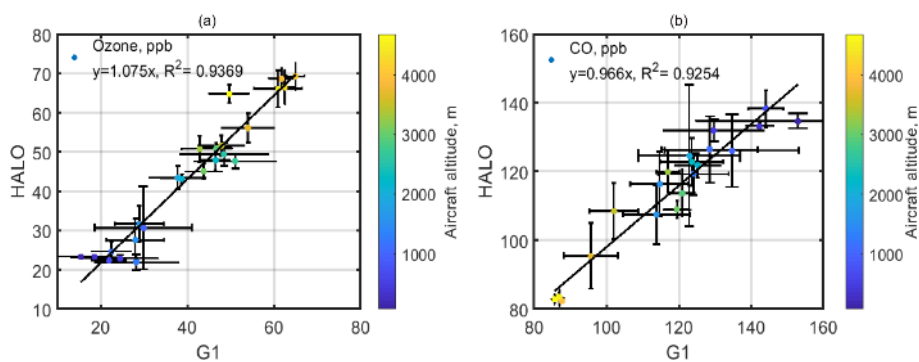 (a)
80
70
60
50
40
30
20
10
HALO
Ozone, ppb
y=1.075x, R²= 0.9369
20
40
60
80
G1
4000
3000
2000
1000
Aircraft altitude, m
(b)
160
140
120
100
80
HALO
CO, ppb
y=0.966x, R²= 0.9254
80
100
120
140
160
G1
4000
3000
2000
1000
Aircraft altitude, m